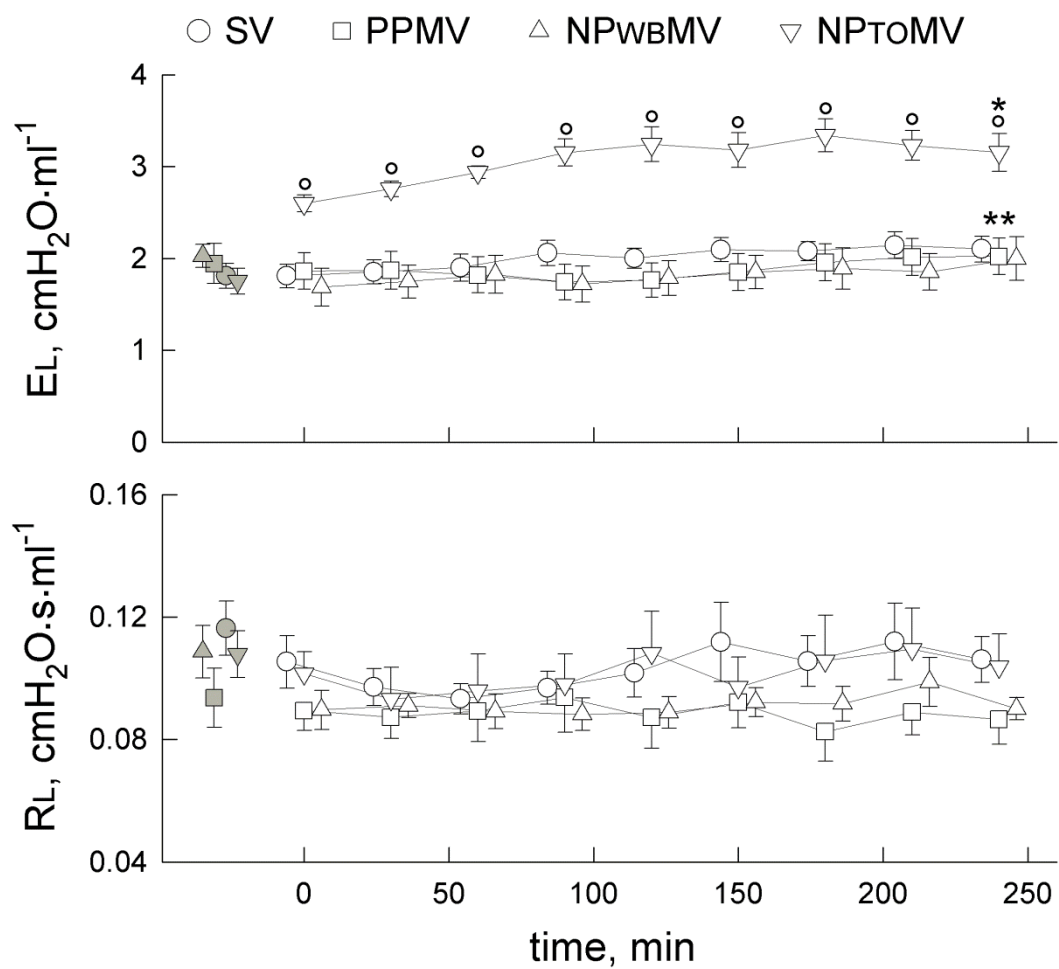 SV PPMV NPWBMV NPTOMV
EL, cmH₂O·ml⁻¹
4
3
2
1
0
*
**
RL, cmH₂O·s·ml⁻¹
0.16
0.12
0.08
0.04
0 50 100 150 200 250
time, min